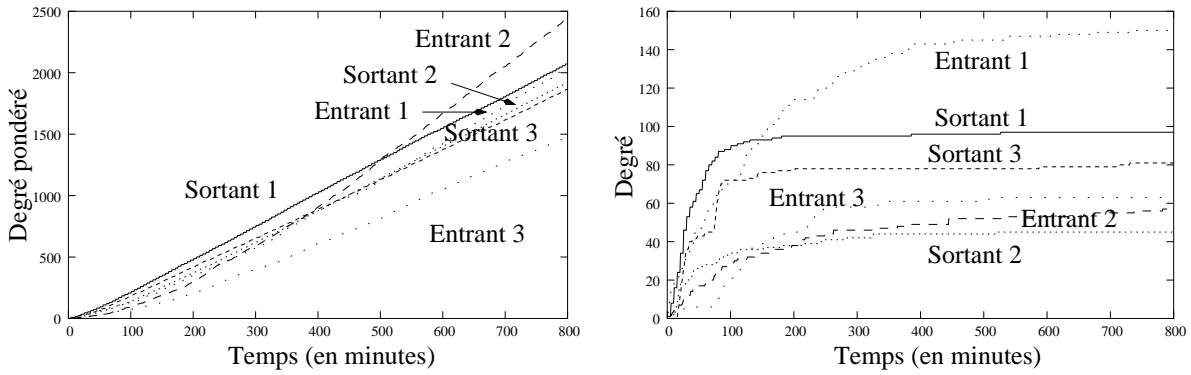 2500
2000
1500
1000
500
0
Degré pondéré
Entrant 2
Sortant 2
Entrant 1
Sortant 3
Sortant 1
Entrant 3
0 100 200 300 400 500 600 700 800
Temps (en minutes)
160
140
120
100
80
60
40
20
0
Degré
Entrant 1
Sortant 1
Sortant 3
Entrant 3
Entrant 2
Sortant 2
0 100 200 300 400 500 600 700 800
Temps (en minutes)